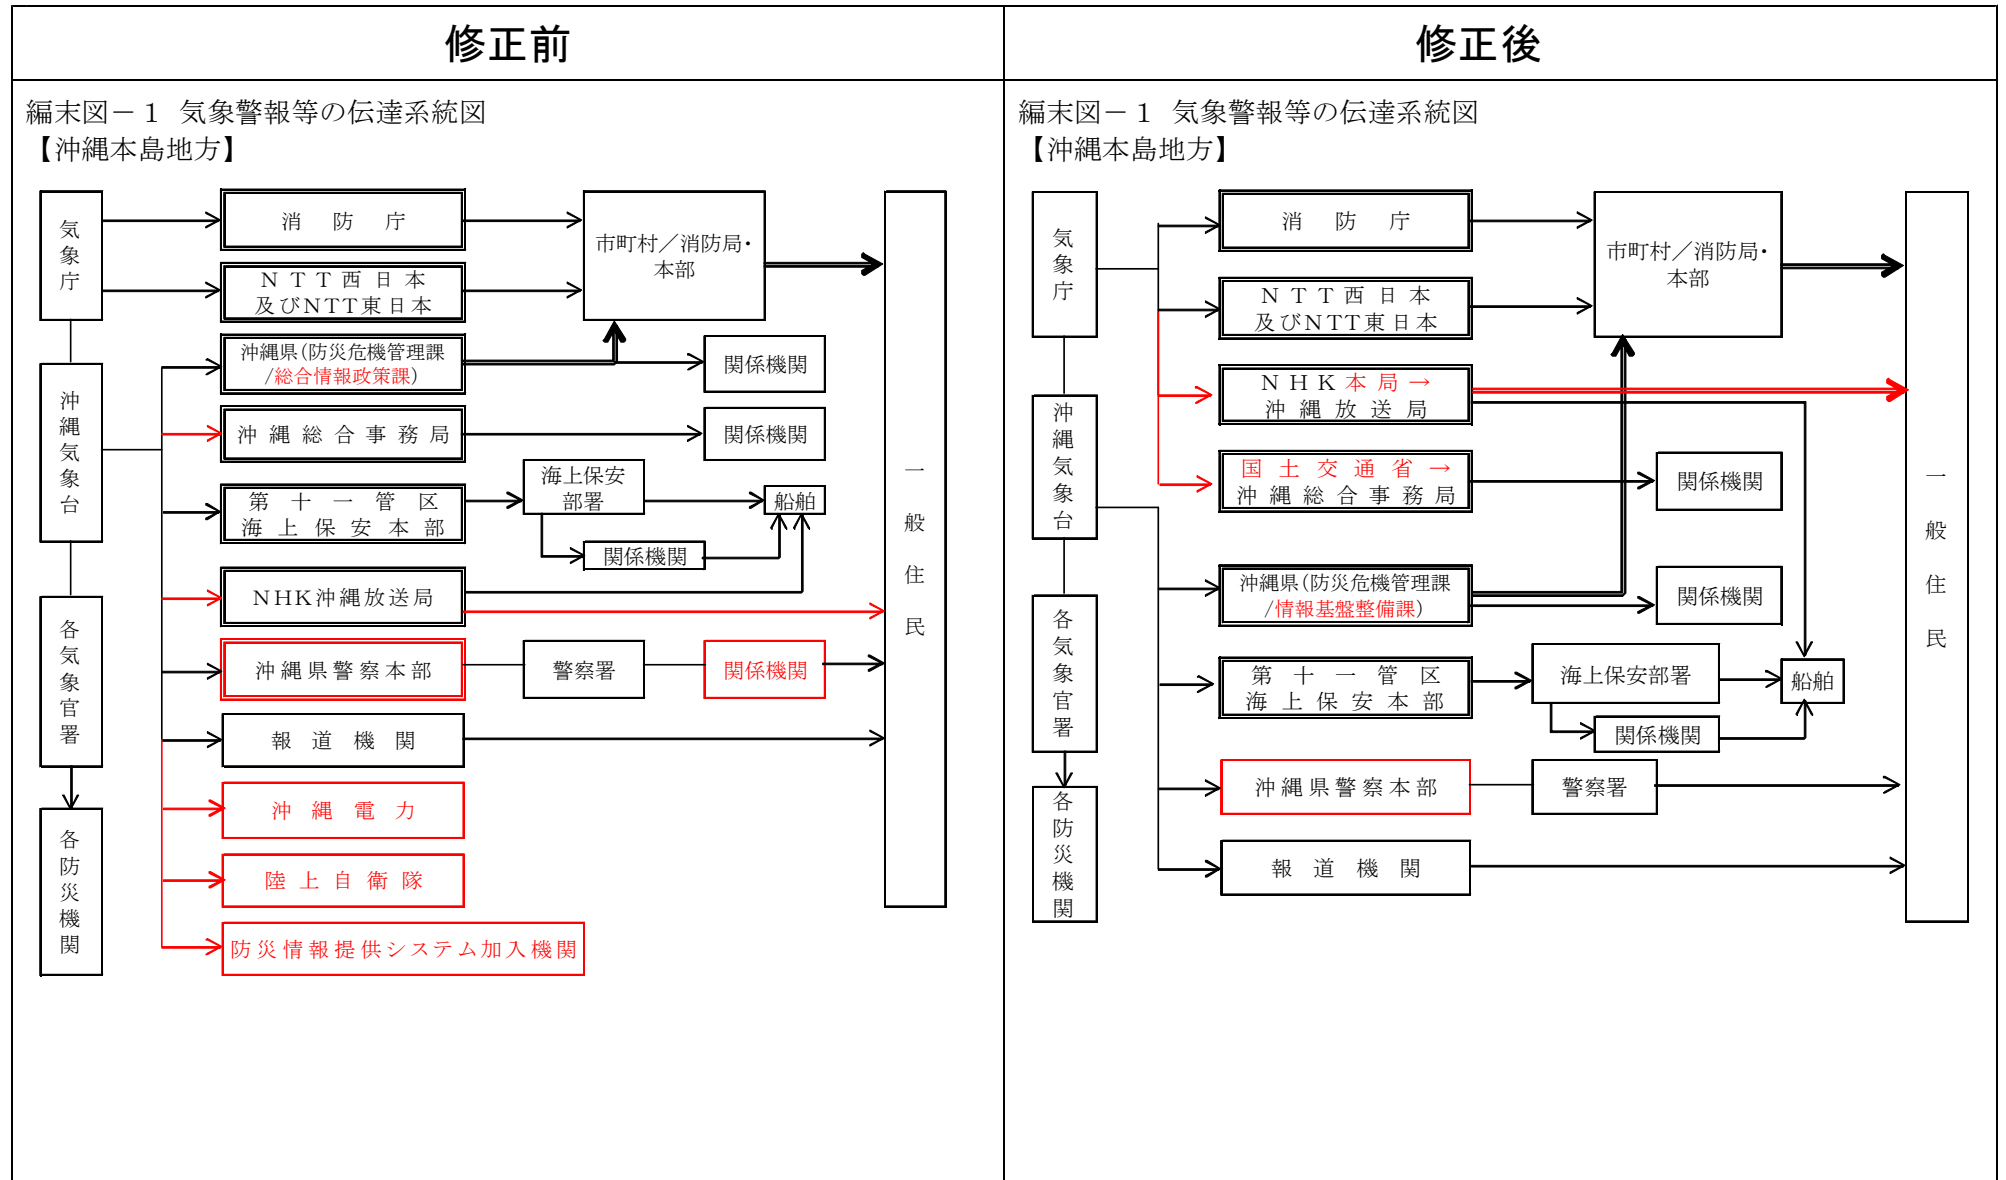 修正前
編末図－１ 気象警報等の伝達系統図
【沖縄本島地方】
気象庁
沖縄気象台
各気象官署
各防災機関
消防庁
ＮＴＴ西日本
及びNTT東日本
沖縄県(防災危機管理課
/総合情報政策課)
沖縄総合事務局
第十一管区
海上保安本部
NHK沖縄放送局
沖縄県警察本部
報道機関
沖縄電力
陸上自衛隊
防災情報提供システム加入機関
市町村／消防局・
本部
関係機関
関係機関
海上保安
部署
船舶
関係機関
警察署
関係機関
一般住民
修正後
編末図－１ 気象警報等の伝達系統図
【沖縄本島地方】
気象庁
沖縄気象台
各気象官署
各防災機関
消防庁
ＮＴＴ西日本
及びNTT東日本
ＮＨＫ本局→
沖縄放送局
国土交通省→
沖縄総合事務局
沖縄県(防災危機管理課
/情報基盤整備課)
第十一管区
海上保安本部
沖縄県警察本部
報道機関
市町村／消防局・
本部
関係機関
関係機関
海上保安部署
船舶
関係機関
警察署
一般住民